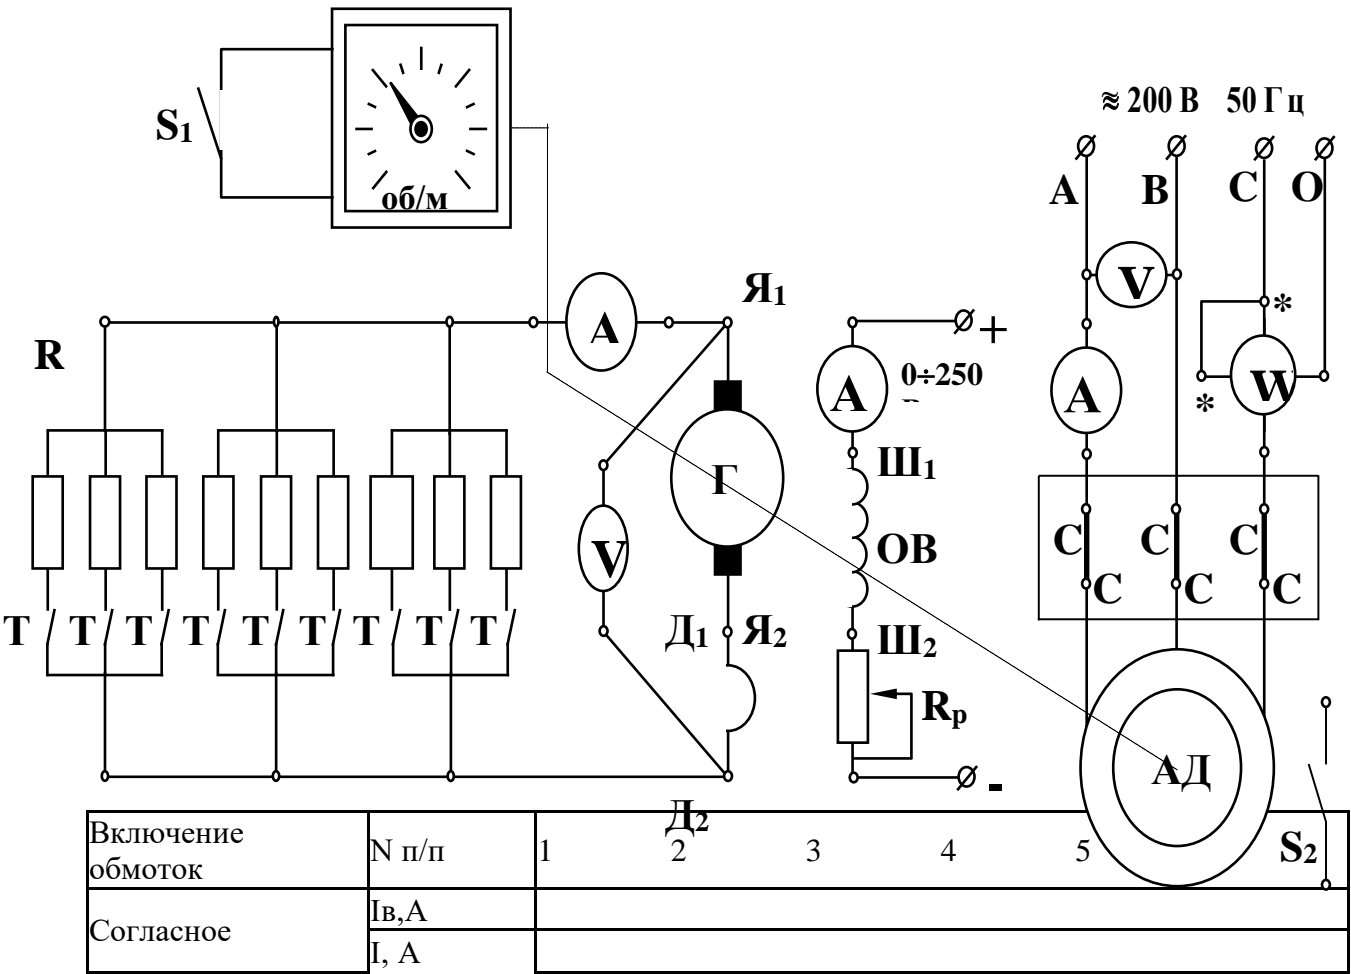 ≈ 200 В 50 Гц
S1
об/м
А В С О
V
Я1
*
R
А
+
А
0÷250
А
W
*
Г
Ш1
V
ОВ
С С С
С С С
Т Т Т Т Т Т Т Т Т
Д1 Я2
Ш2
Rр
АД
-
Д2
Включение
обмоток
N п/п 1 2 3 4 5
S2
Согласное
Iв,А
I, А